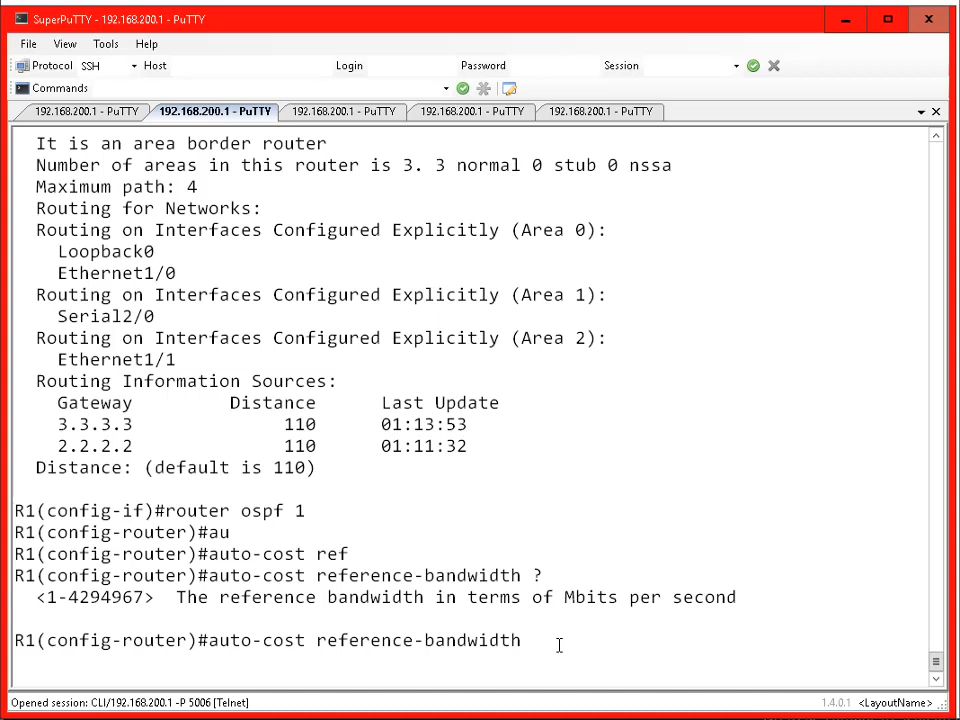 SuperPuTTY - 192.168.200.1 - PuTTY
File View Tools Help
Protocol SSH Host Login Password Session
Commands
192.168.200.1 - PuTTY 192.168.200.1 - PuTTY 192.168.200.1 - PuTTY 192.168.200.1 - PuTTY 192.168.200.1 - PuTTY
It is an area border router
Number of areas in this router is 3. 3 normal 0 stub 0 nssa
Maximum path: 4
Routing for Networks:
Routing on Interfaces Configured Explicitly (Area 0):
Loopback0
Ethernet1/0
Routing on Interfaces Configured Explicitly (Area 1):
Serial2/0
Routing on Interfaces Configured Explicitly (Area 2):
Ethernet1/1
Routing Information Sources:
Gateway Distance Last Update
3.3.3.3 110 01:13:53
2.2.2.2 110 01:11:32
Distance: (default is 110)
R1(config-if)#router ospf 1
R1(config-router)#au
R1(config-router)#auto-cost ref
R1(config-router)#auto-cost reference-bandwidth ?
<1-4294967> The reference bandwidth in terms of Mbits per second
R1(config-router)#auto-cost reference-bandwidth
Opened session: CLI/192.168.200.1 -P 5006 [Telnet] 1.4.0.1 <LayoutName>